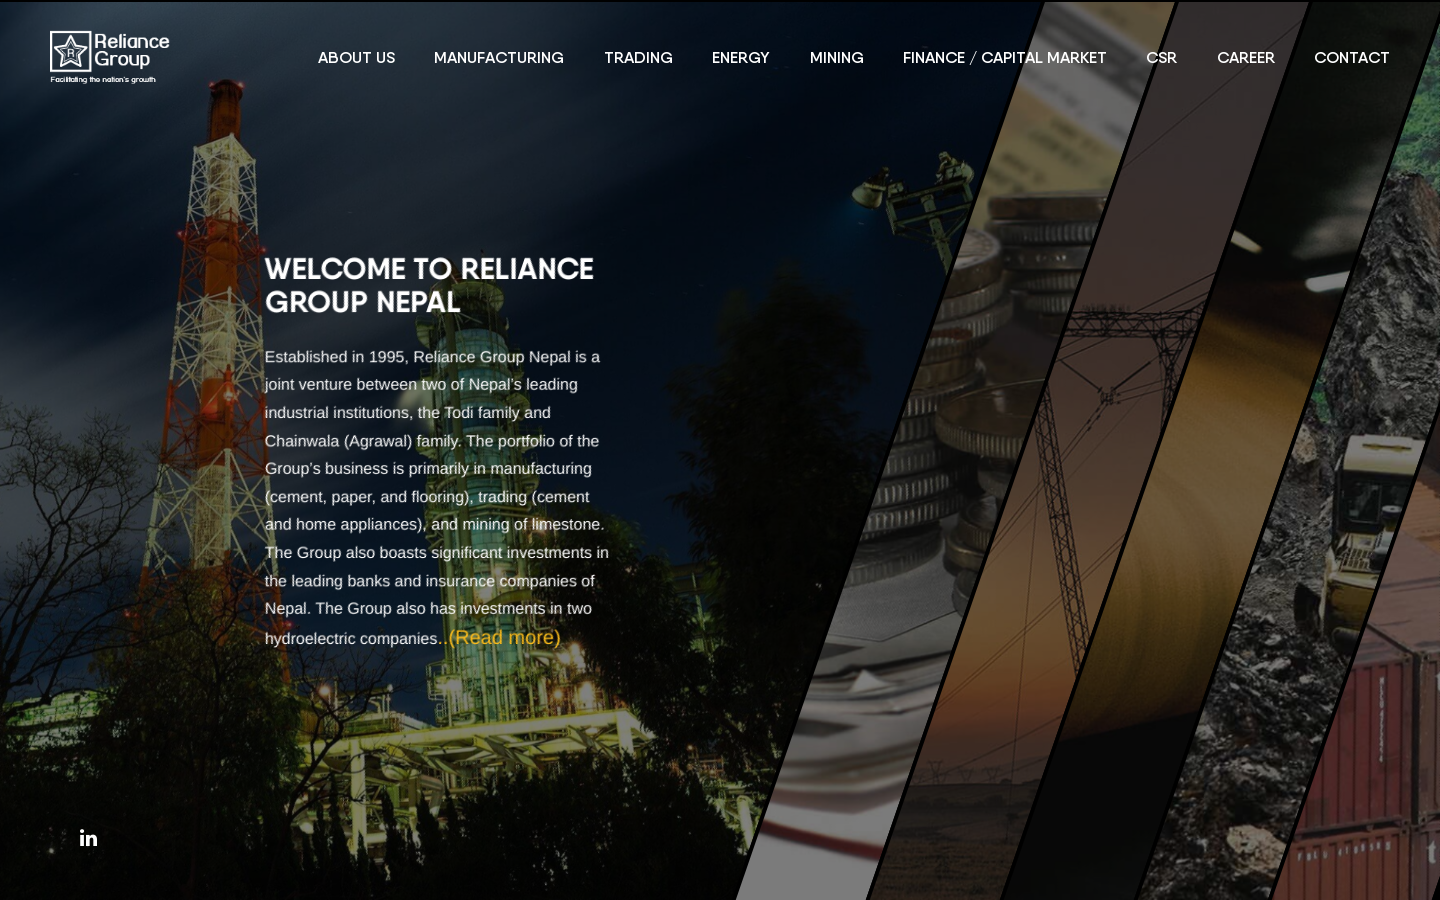 Reliance
Group
R
Facilitating the nation's growth
ABOUT US MANUFACTURING TRADING ENERGY MINING FINANCE / CAPITAL MARKET CSR CAREER CONTACT
WELCOME TO RELIANCE
GROUP NEPAL
Established in 1995, Reliance Group Nepal is a
joint venture between two of Nepal’s leading
industrial institutions, the Todi family and
Chainwala (Agrawal) family. The portfolio of the
Group’s business is primarily in manufacturing
(cement, paper, and flooring), trading (cement
and home appliances), and mining of limestone.
The Group also boasts significant investments in
the leading banks and insurance companies of
Nepal. The Group also has investments in two
hydroelectric companies..(Read more)
in